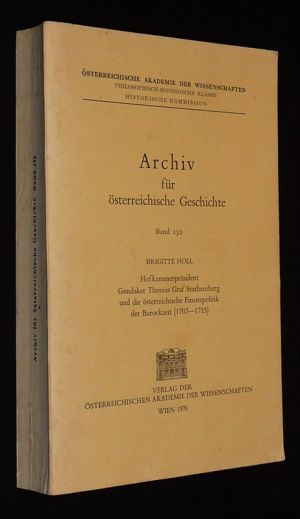 ÖSTERREICHISCHE AKADEMIE DER WISSENSCHAFTEN
PHILOSOPHISCH-HISTORISCHE KLASSE
HISTORISCHE KOMMISSION
Archiv
für
österreichische Geschichte
Band 132
BRIGITTE HOLL
Hofkammerpräsident
Gundaker Thomas Graf Starhemberg
und die österreichische Finanzpolitik
der Barockzeit (1703—1715)
VERLAG DER
ÖSTERREICHISCHEN AKADEMIE DER WISSENSCHAFTEN
WIEN 1976
Archiv für österreichische Geschichte. Band 132